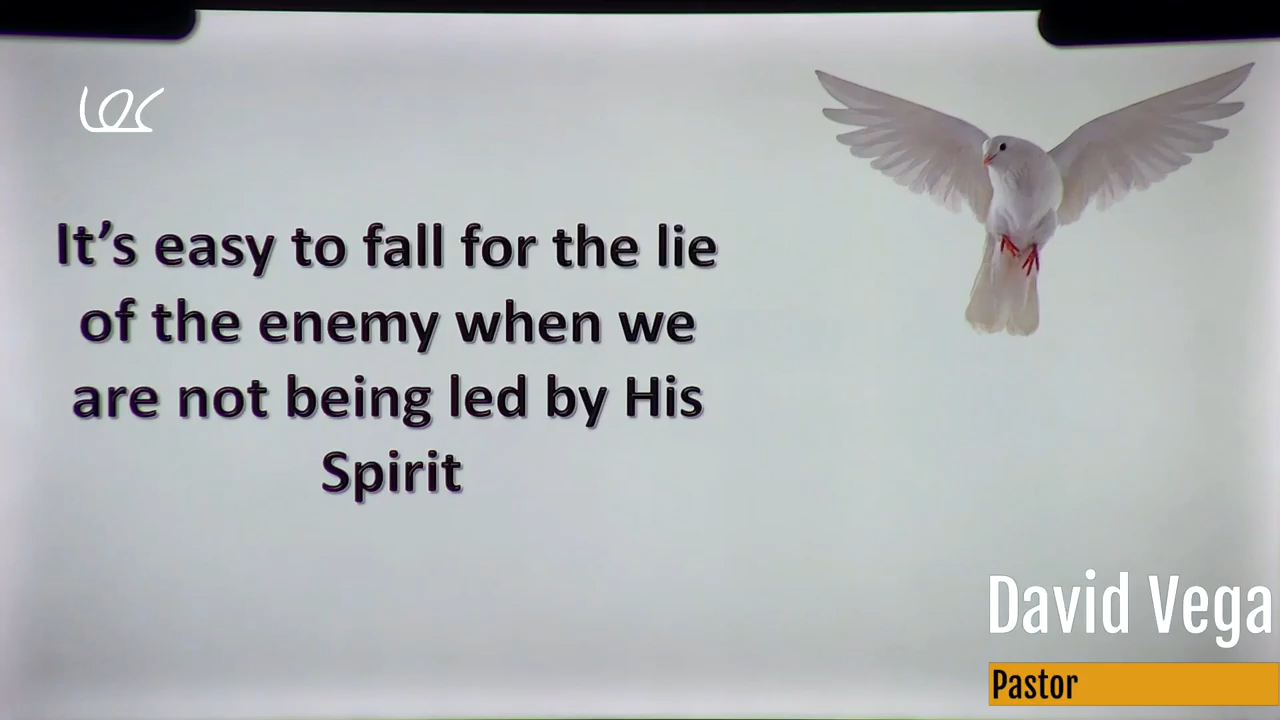 LOC
It’s easy to fall for the lie
of the enemy when we
are not being led by His
Spirit
David Vega
Pastor